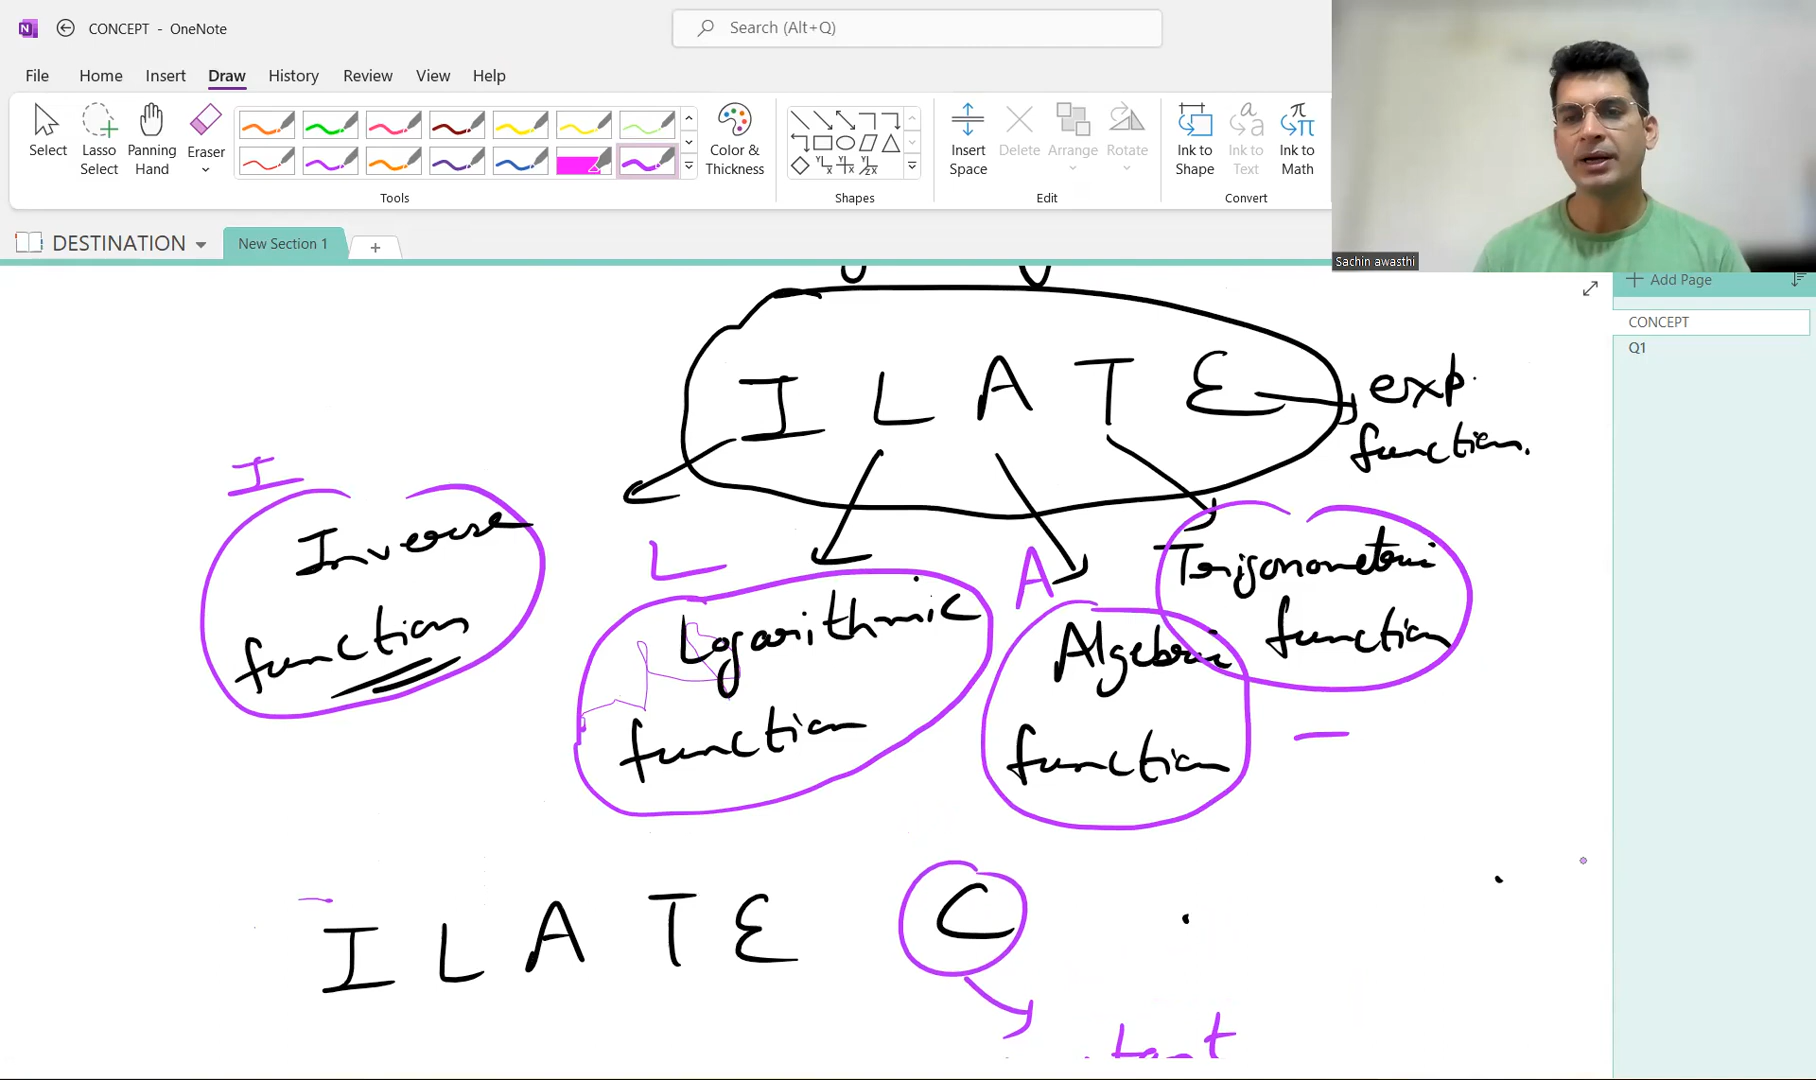 CONCEPT - OneNote
Search (Alt+Q)
File Home Insert Draw History Review View Help
Select
Lasso Select
Panning Hand
Eraser
Color & Thickness
Insert Space
Delete
Arrange
Rotate
Ink to Shape
Ink to Text
Ink to Math
Tools
Shapes
Edit
Convert
Sachin awasthi
DESTINATION
New Section 1
Add Page
CONCEPT
Q1
I L A T E
exp.
function.
I
Inverse
function
L
Logarithmic
function
A
Algebraic
function
Trigonometric
function
I L A T E C